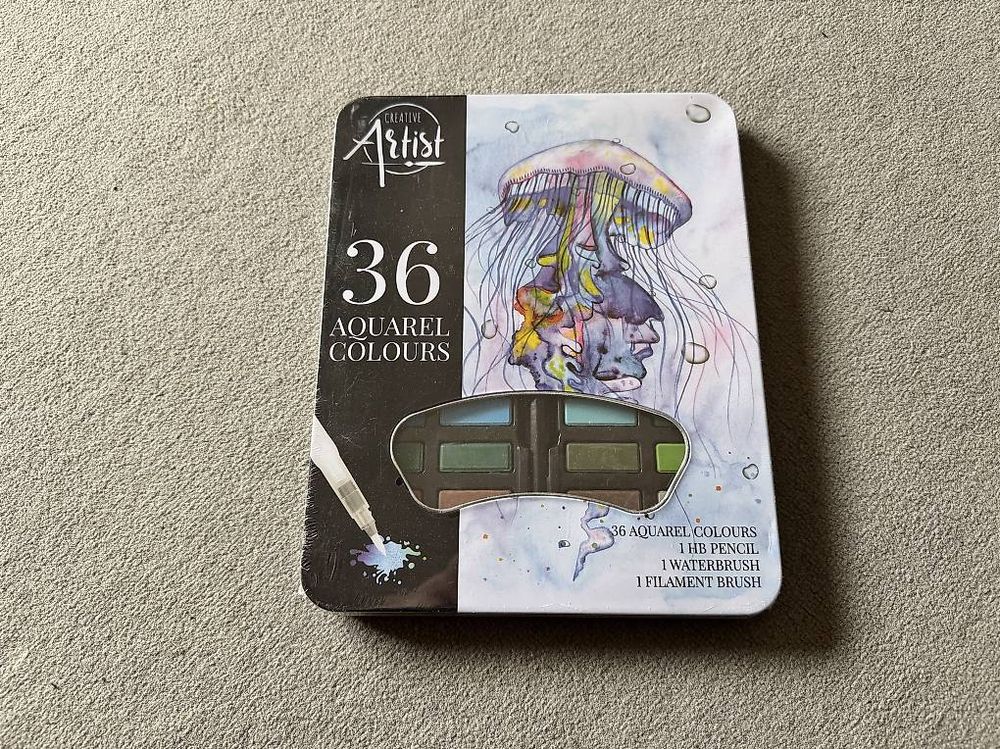 CREATIVE
Artist
36
AQUAREL
COLOURS
36 AQUAREL COLOURS
1 HB PENCIL
1 WATERBRUSH
1 FILAMENT BRUSH